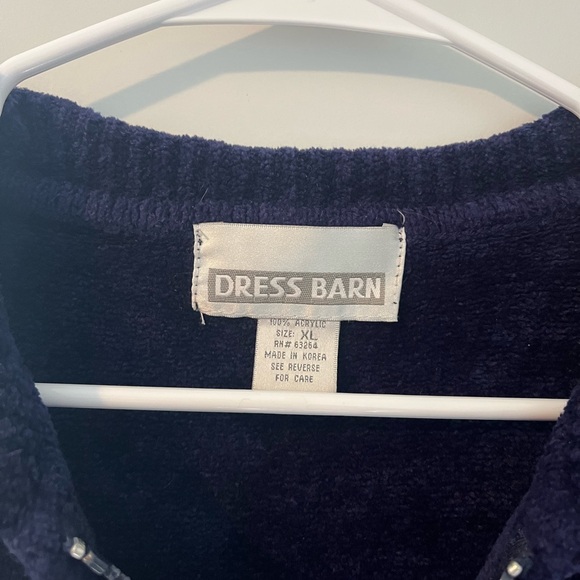 DRESS BARN
100% ACRYLIC
SIZE: XL
RN# 63264
MADE IN KOREA
SEE REVERSE
FOR CARE